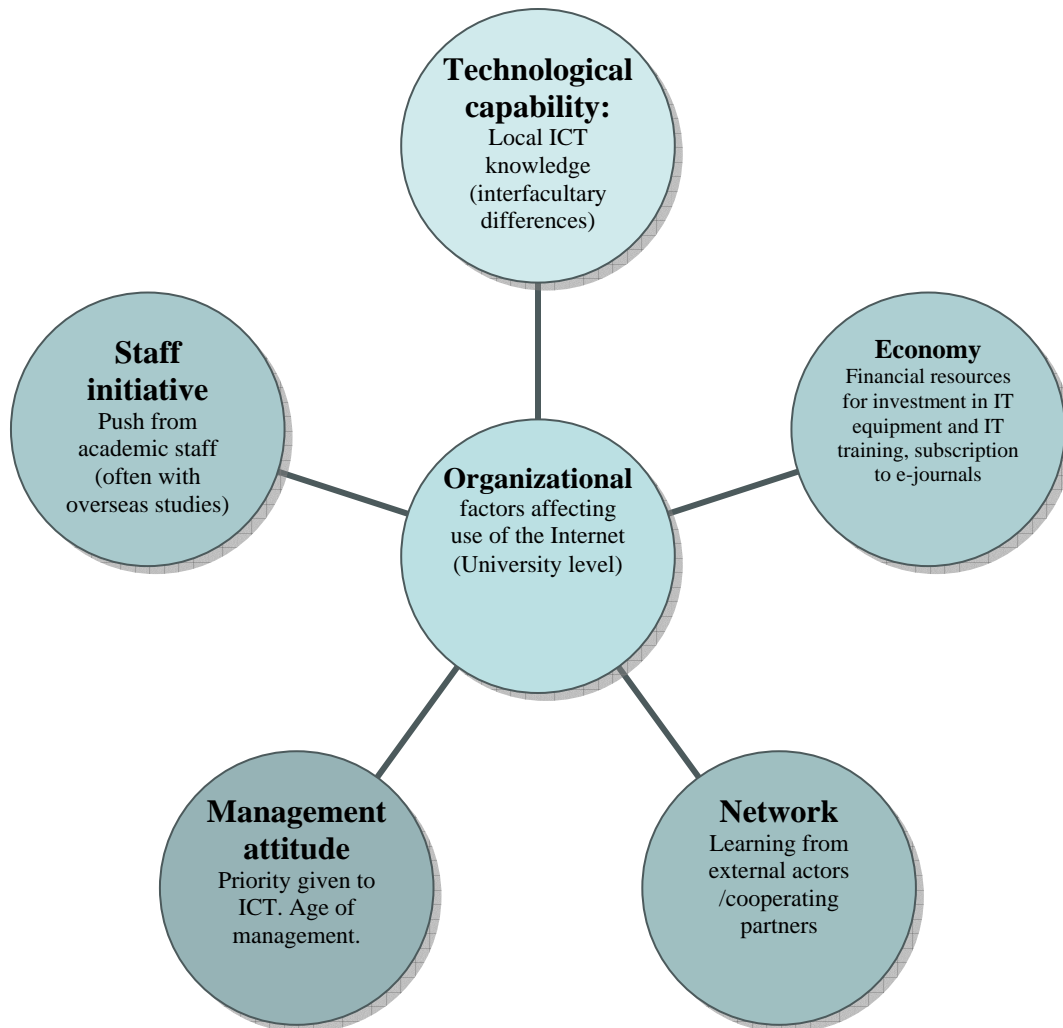 Technological
capability:
Local ICT
knowledge
(interfacultary
differences)
Staff
initiative
Push from
academic staff
(often with
overseas studies)
Economy
Financial resources
for investment in IT
equipment and IT
training, subscription
to e-journals
Organizational
factors affecting
use of the Internet
(University level)
Management
attitude
Priority given to
ICT. Age of
management.
Network
Learning from
external actors
/cooperating
partners